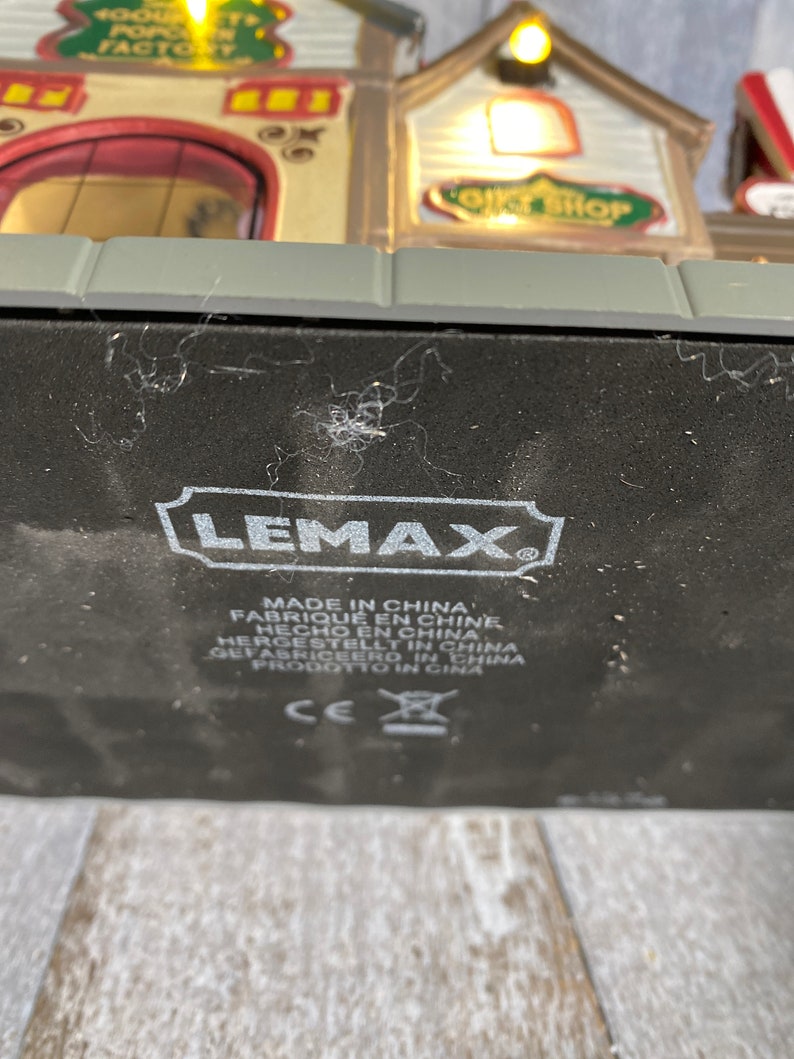 GOURMET
POPCORN
FACTORY
GIFT SHOP
LEMAX®
MADE IN CHINA
FABRIQUÉ EN CHINE
HECHO EN CHINA
HERGESTELLT IN CHINA
GEFABRICEERD IN CHINA
PRODOTTO IN CINA
CE